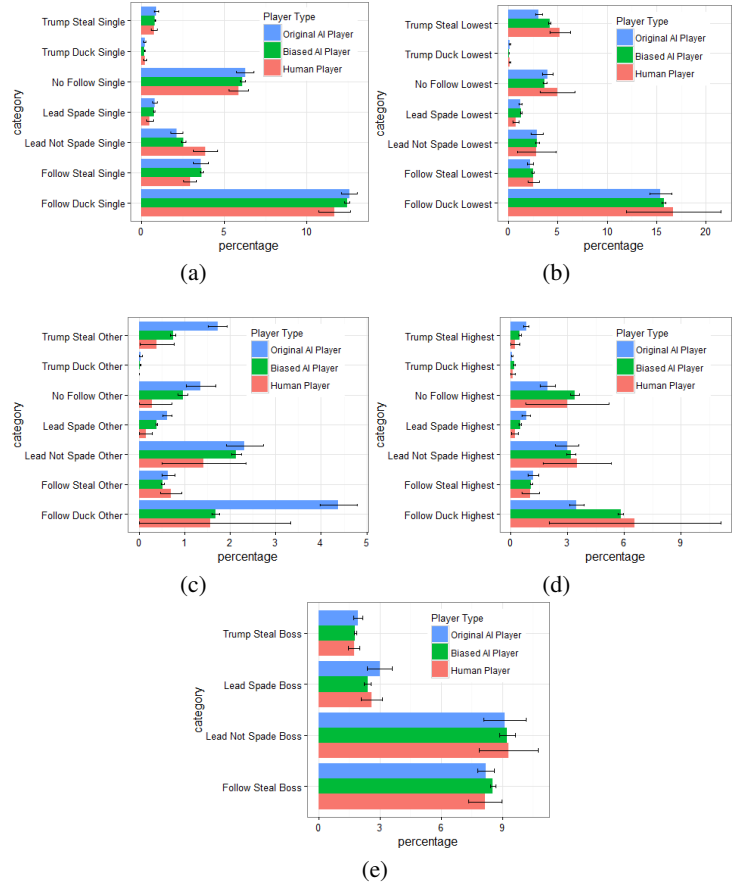 Player Type
Original AI Player
Biased AI Player
Human Player
category
Trump Steal Single
Trump Duck Single
No Follow Single
Lead Spade Single
Lead Not Spade Single
Follow Steal Single
Follow Duck Single
0 5 10
percentage
(a)
Player Type
Original AI Player
Biased AI Player
Human Player
category
Trump Steal Lowest
Trump Duck Lowest
No Follow Lowest
Lead Spade Lowest
Lead Not Spade Lowest
Follow Steal Lowest
Follow Duck Lowest
0 5 10 15 20
percentage
(b)
Player Type
Original AI Player
Biased AI Player
Human Player
category
Trump Steal Other
Trump Duck Other
No Follow Other
Lead Spade Other
Lead Not Spade Other
Follow Steal Other
Follow Duck Other
0 1 2 3 4 5
percentage
(c)
Player Type
Original AI Player
Biased AI Player
Human Player
category
Trump Steal Highest
Trump Duck Highest
No Follow Highest
Lead Spade Highest
Lead Not Spade Highest
Follow Steal Highest
Follow Duck Highest
0 3 6 9
percentage
(d)
Player Type
Original AI Player
Biased AI Player
Human Player
category
Trump Steal Boss
Lead Spade Boss
Lead Not Spade Boss
Follow Steal Boss
0 3 6 9
percentage
(e)